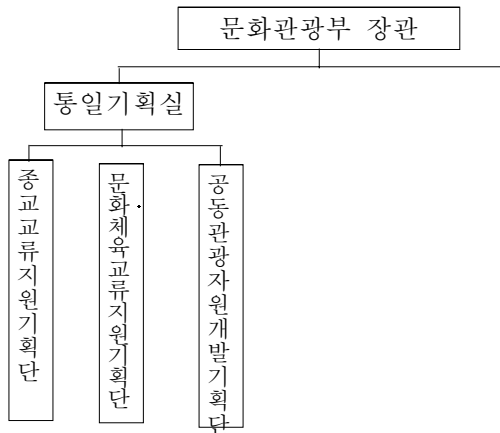 문화관광부 장관
통일기획실
종교교류지원기획단
문화체육교류지원기획단
공동관광자원개발기획단